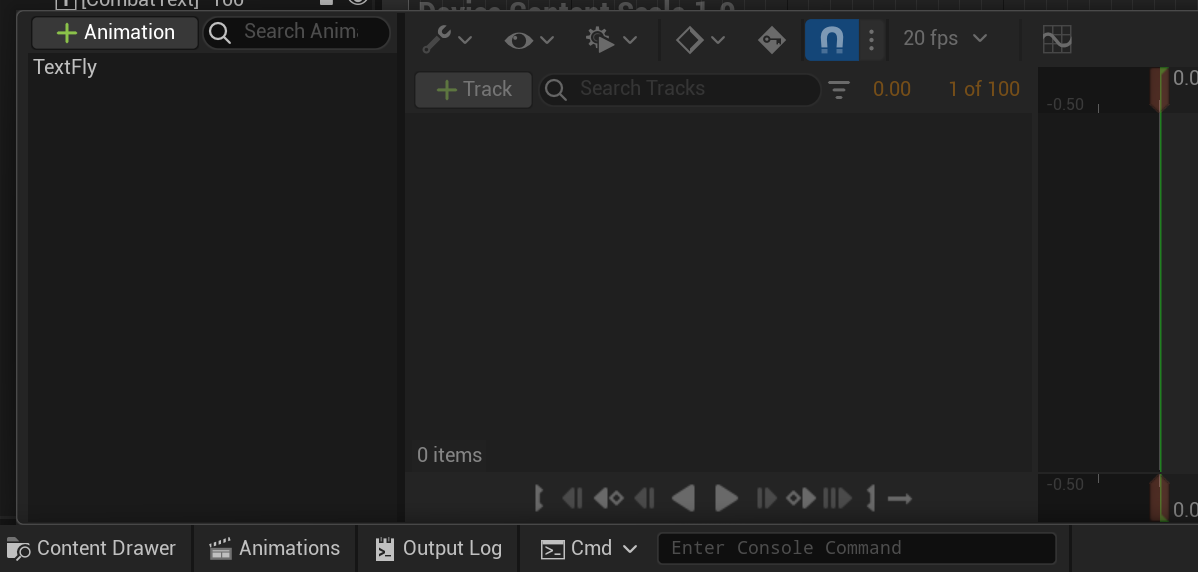 [CombatText] "100"
Device Content Scale 1.0
Animation
Search Anim
20 fps
TextFly
Track
Search Tracks
0.00
1 of 100
-0.50
0.0
0 items
-0.50
0.0
Content Drawer
Animations
Output Log
Cmd
Enter Console Command